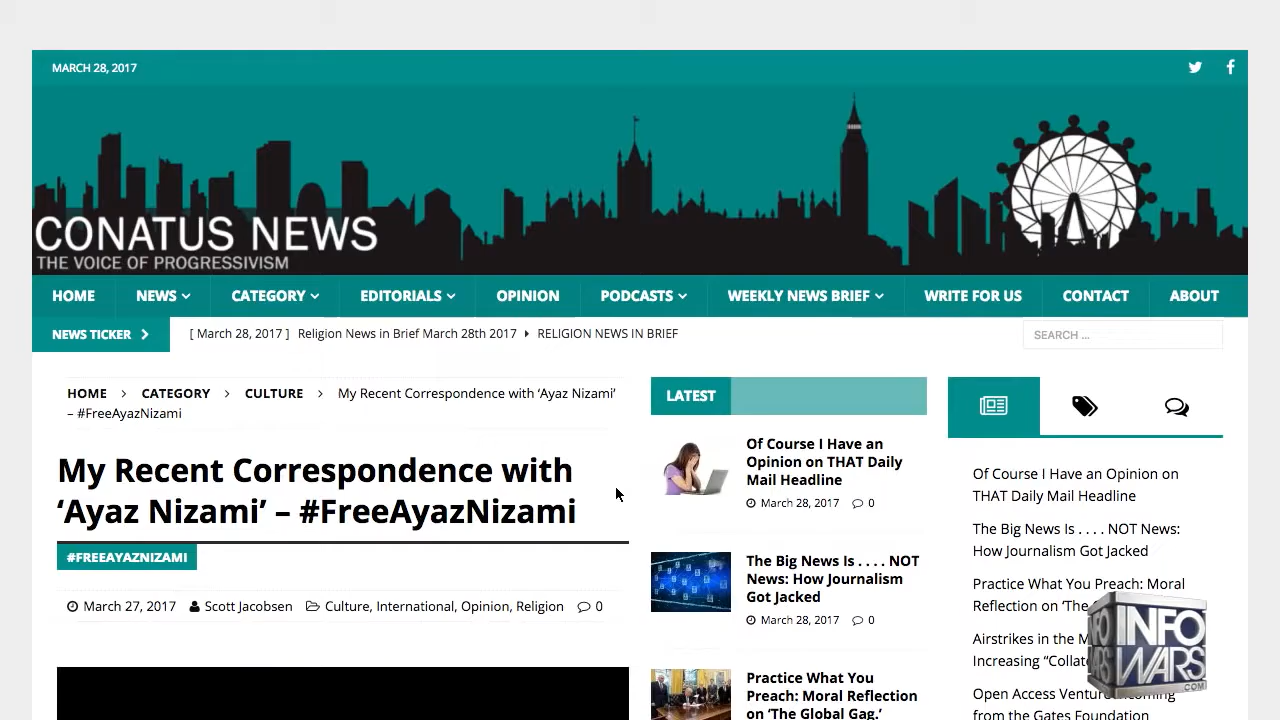 MARCH 28, 2017
CONATUS NEWS
THE VOICE OF PROGRESSIVISM
HOME NEWS CATEGORY EDITORIALS OPINION PODCASTS WEEKLY NEWS BRIEF WRITE FOR US CONTACT ABOUT
NEWS TICKER [ March 28, 2017 ] Religion News in Brief March 28th 2017 RELIGION NEWS IN BRIEF SEARCH ...
HOME CATEGORY CULTURE My Recent Correspondence with ‘Ayaz Nizami’
– #FreeAyazNizami
My Recent Correspondence with
‘Ayaz Nizami’ – #FreeAyazNizami
#FREEAYAZNIZAMI
March 27, 2017 Scott Jacobsen Culture, International, Opinion, Religion 0
LATEST
Of Course I Have an
Opinion on THAT Daily
Mail Headline
March 28, 2017 0
The Big News Is . . . . NOT
News: How Journalism
Got Jacked
March 28, 2017 0
Practice What You
Preach: Moral Reflection
on ‘The Global Gag.’
Of Course I Have an Opinion on
THAT Daily Mail Headline
The Big News Is . . . . NOT News:
How Journalism Got Jacked
Practice What You Preach: Moral
Reflection on ‘The
Airstrikes in the
Increasing
Open Access
from the Gates Foundation
INFO
WARS
.COM